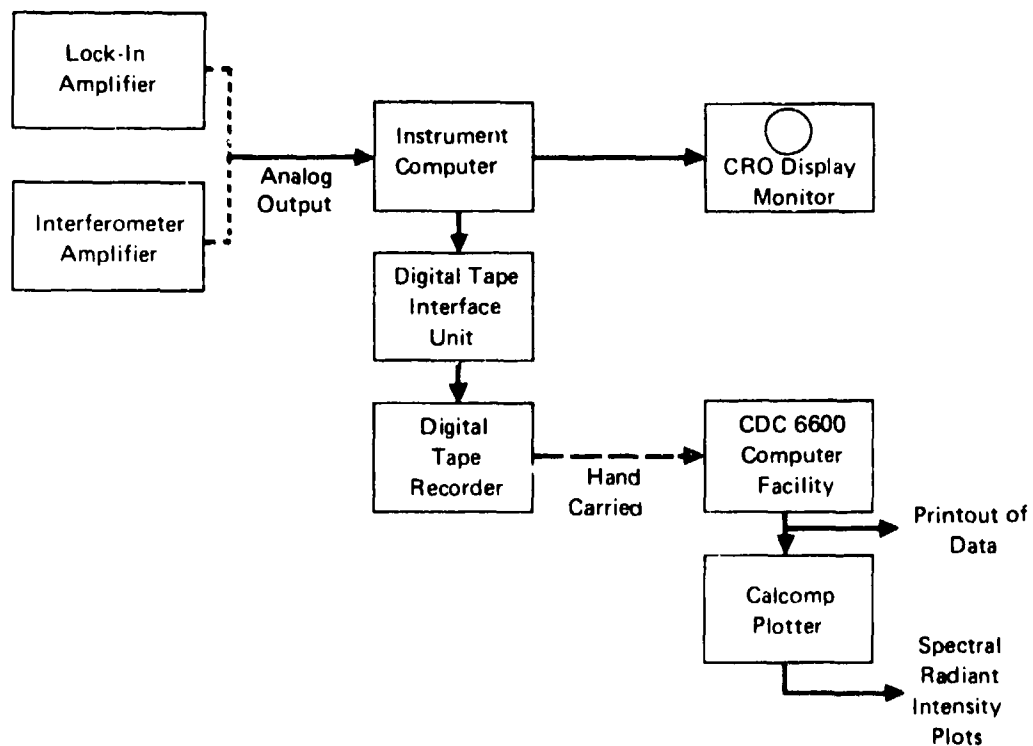 Lock-In
Amplifier
Interferometer
Amplifier
Analog
Output
Instrument
Computer
CRO Display
Monitor
Digital Tape
Interface
Unit
Digital
Tape
Recorder
Hand
Carried
CDC 6600
Computer
Facility
Printout of
Data
Calcomp
Plotter
Spectral
Radiant
Intensity
Plots